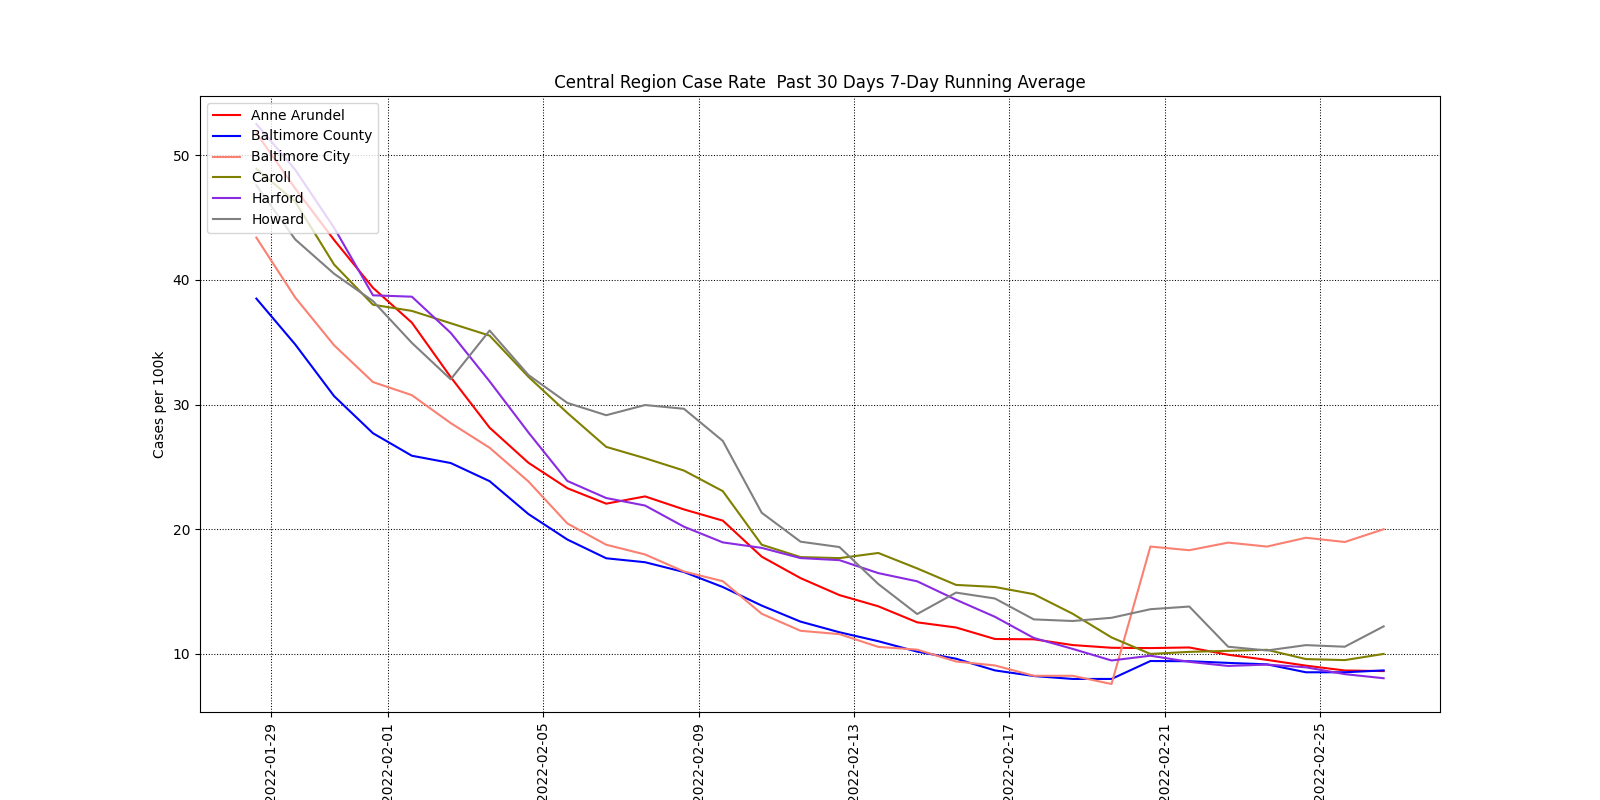 Central Region Case Rate  Past 30 Days 7-Day Running Average
Anne Arundel
Baltimore County
Baltimore City
Caroll
Harford
Howard
Cases per 100k
50
40
30
20
10
2022-01-29
2022-02-01
2022-02-05
2022-02-09
2022-02-13
2022-02-17
2022-02-21
2022-02-25